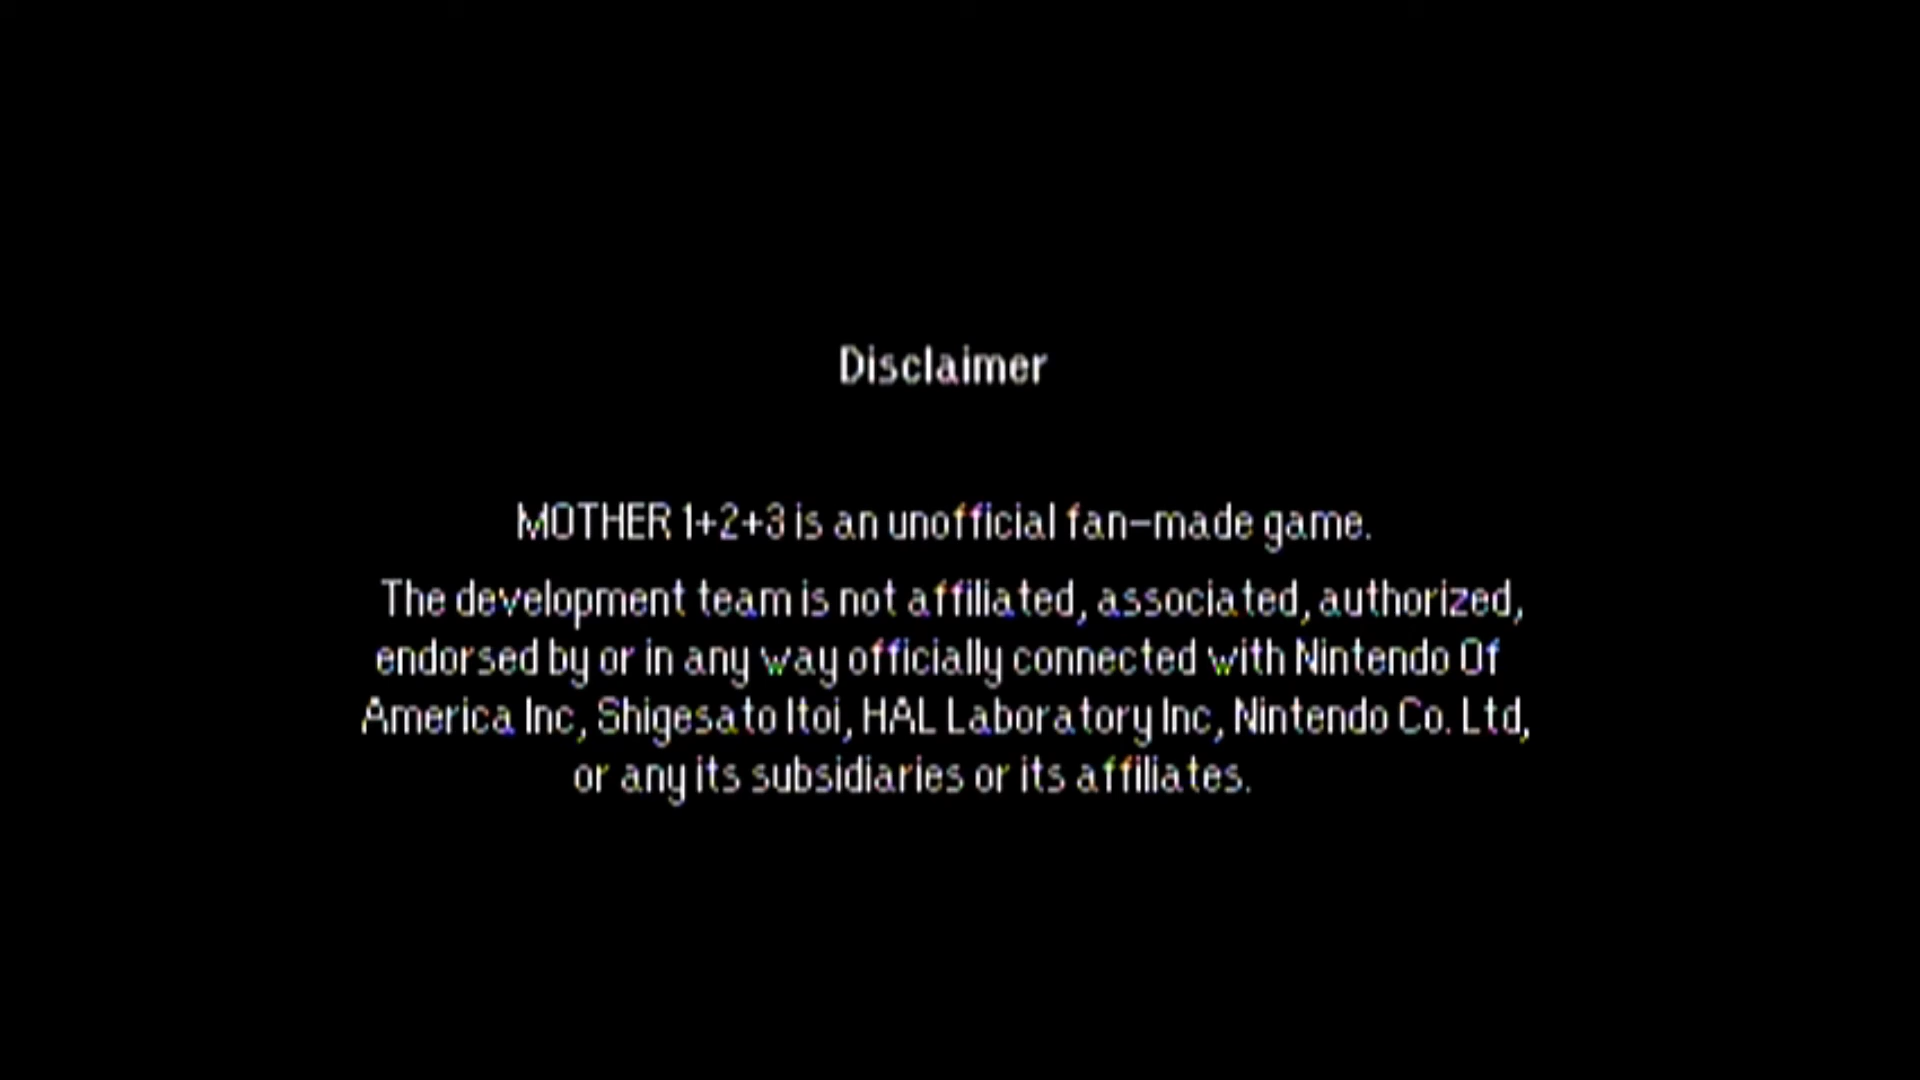 Disclaimer
MOTHER 1+2+3 is an unofficial fan-made game.
The development team is not affiliated, associated, authorized,
endorsed by or in any way officially connected with Nintendo Of
America Inc, Shigesato Itoi, HAL Laboratory Inc, Nintendo Co. Ltd,
or any its subsidiaries or its affiliates.